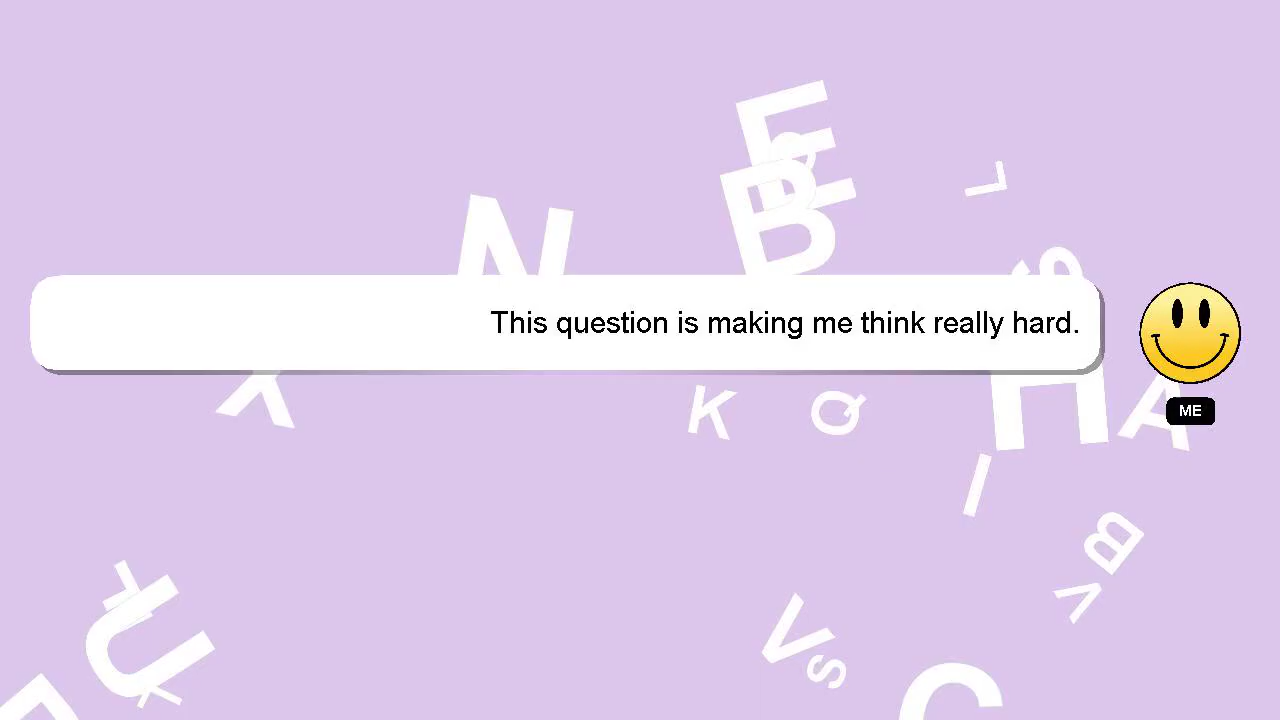 E
B
L
N
S
This question is making me think really hard.
ME
X
K
Q
H
A
I
B
V
U
V
S
C